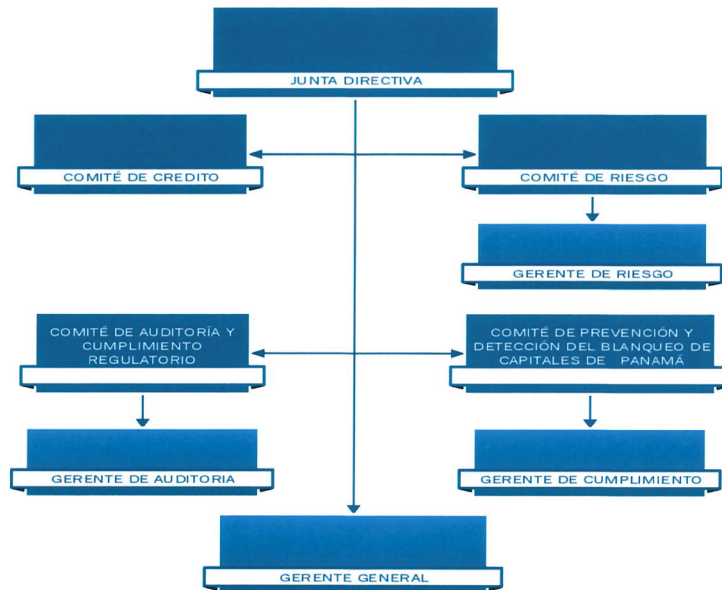 JUNTA DIRECTIVA
COMITÉ DE CREDITO
COMITÉ DE RIESGO
GERENTE DE RIESGO
COMITÉ DE AUDITORÍA Y
CUMPLIMIENTO
REGULATORIO
COMITÉ DE PREVENCIÓN Y
DETECCIÓN DEL BLANQUEO DE
CAPITALES DE PANAMÁ
GERENTE DE AUDITORIA
GERENTE DE CUMPLIMIENTO
GERENTE GENERAL